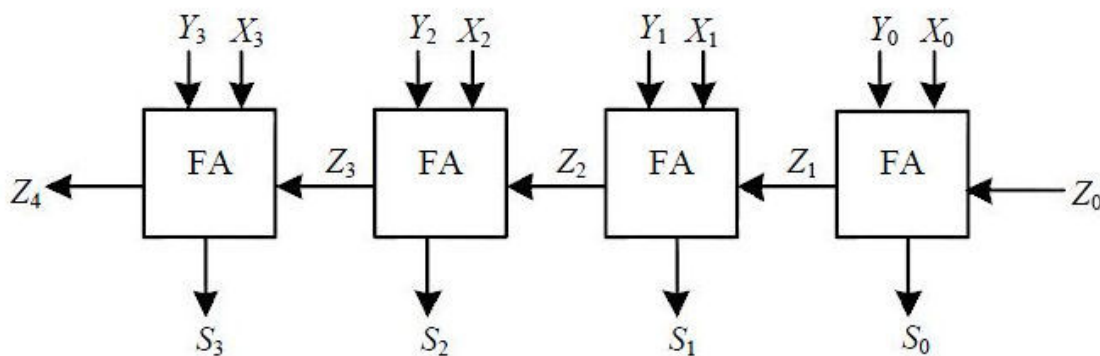 Y₃ X₃ Y₂ X₂ Y₁ X₁ Y₀ X₀
FA FA FA FA
Z₄ Z₃ Z₂ Z₁ Z₀
S₃ S₂ S₁ S₀